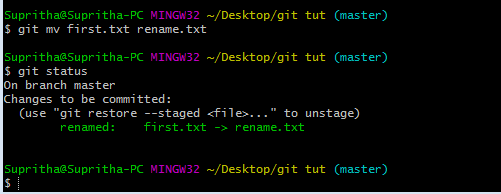 Supritha@Supritha-PC MINGW32 ~/Desktop/git tut (master)
$ git mv first.txt rename.txt
Supritha@Supritha-PC MINGW32 ~/Desktop/git tut (master)
$ git status
On branch master
Changes to be committed:
  (use "git restore --staged <file>..." to unstage)
        renamed:    first.txt -> rename.txt
Supritha@Supritha-PC MINGW32 ~/Desktop/git tut (master)
$